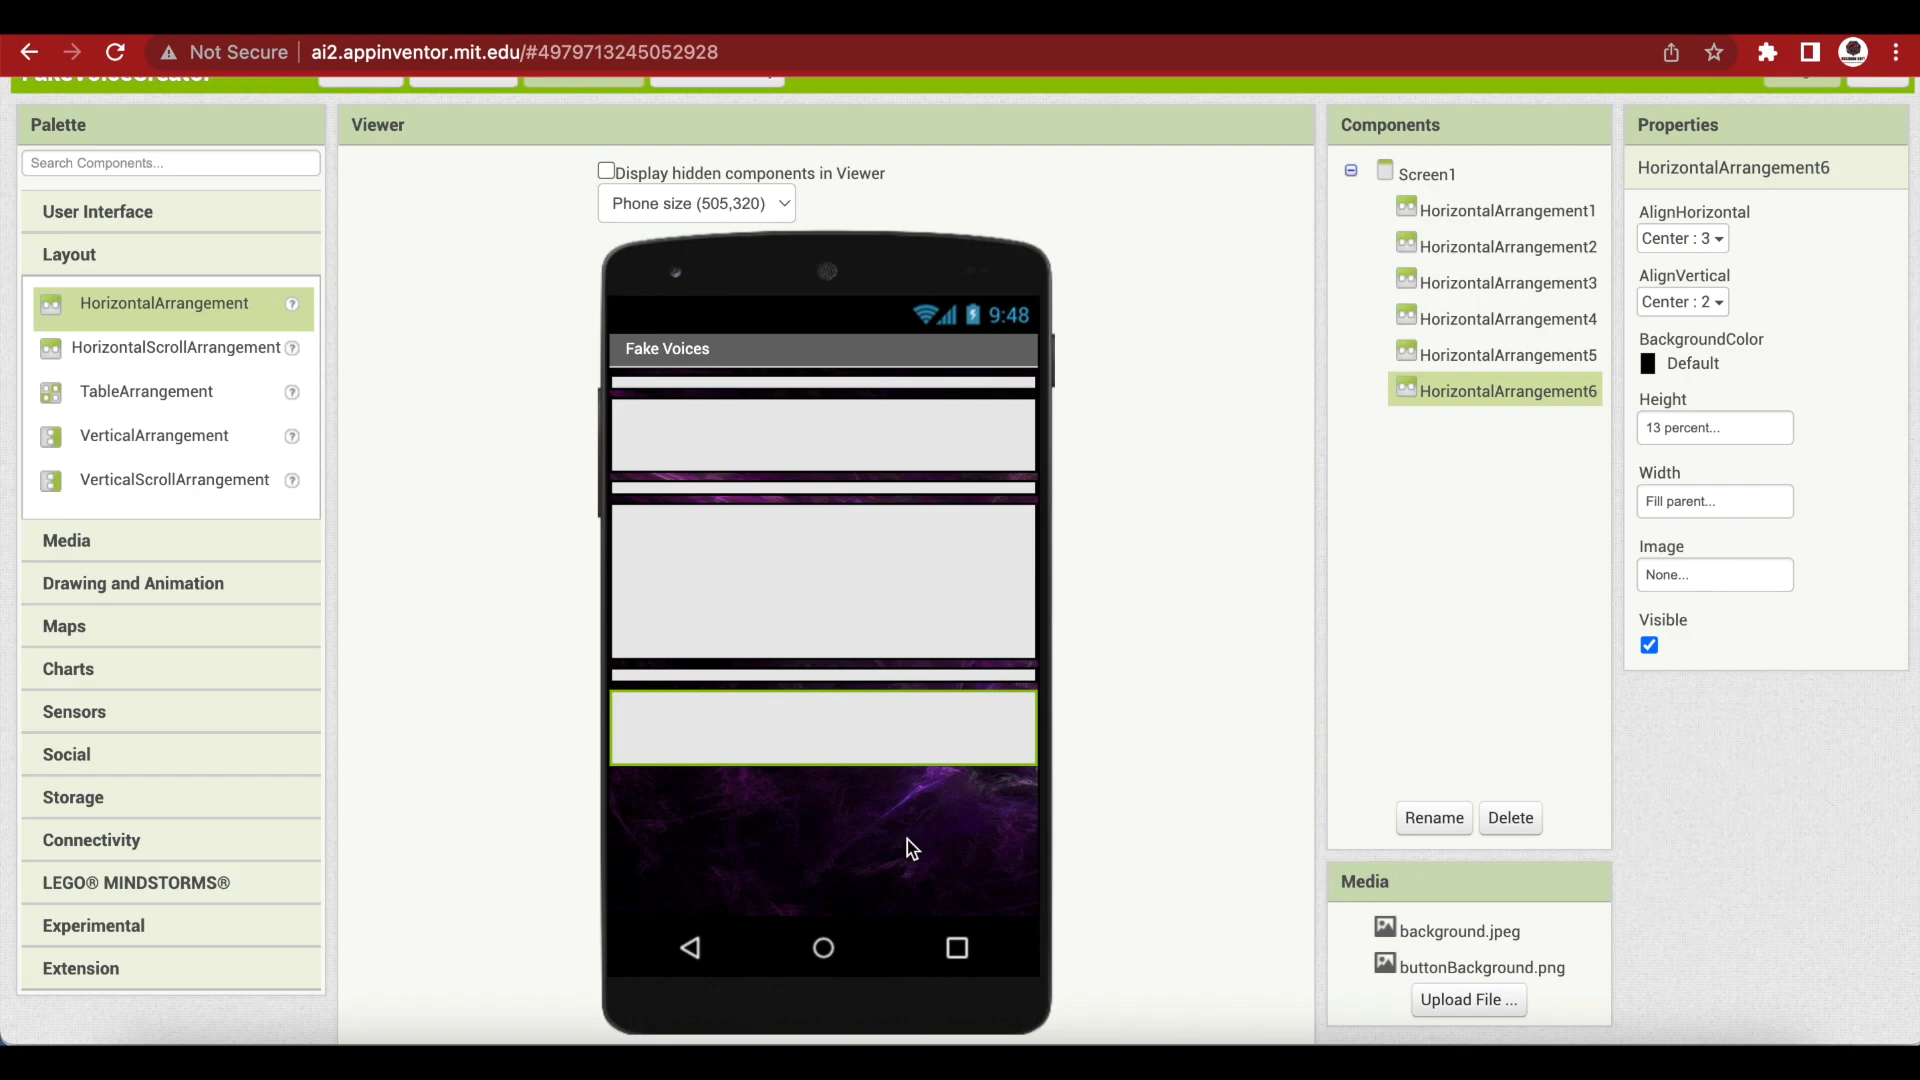 Not Secure
ai2.appinventor.mit.edu/#4979713245052928
Palette
Search Components...
User Interface
Layout
HorizontalArrangement
HorizontalScrollArrangement
TableArrangement
VerticalArrangement
VerticalScrollArrangement
Media
Drawing and Animation
Maps
Charts
Sensors
Social
Storage
Connectivity
LEGO® MINDSTORMS®
Experimental
Extension
Viewer
Display hidden components in Viewer
Phone size (505,320)
9:48
Fake Voices
Components
Screen1
HorizontalArrangement1
HorizontalArrangement2
HorizontalArrangement3
HorizontalArrangement4
HorizontalArrangement5
HorizontalArrangement6
Rename
Delete
Media
background.jpeg
buttonBackground.png
Upload File ...
Properties
HorizontalArrangement6
AlignHorizontal
Center : 3
AlignVertical
Center : 2
BackgroundColor
Default
Height
13 percent...
Width
Fill parent...
Image
None...
Visible